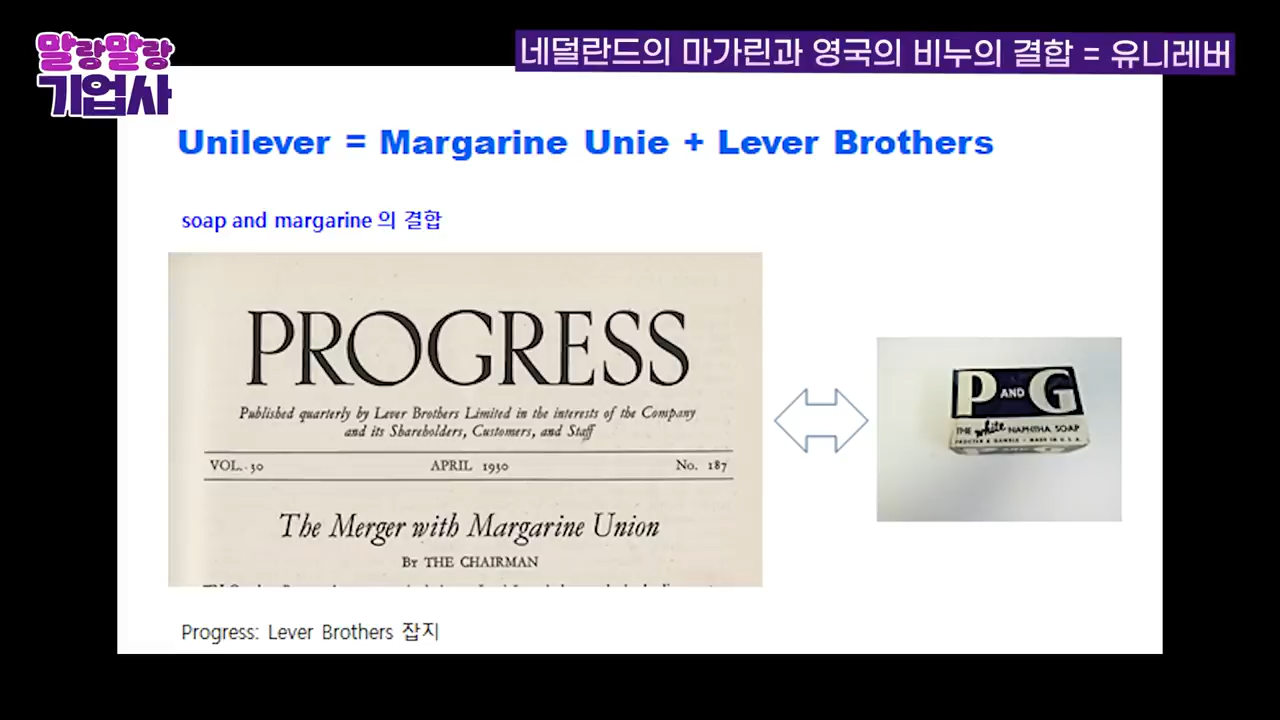 말랑말랑
기업사
네덜란드의 마가린과 영국의 비누의 결합 = 유니레버
Unilever = Margarine Unie + Lever Brothers
soap and margarine 의 결합
PROGRESS
Published quarterly by Lever Brothers Limited in the interests of the Company
and its Shareholders, Customers, and Staff
VOL. 30 APRIL 1930 No. 187
The Merger with Margarine Union
By THE CHAIRMAN
P AND G
THE white NAPHTHA SOAP
PROCTER & GAMBLE · MADE IN U.S.A.
Progress: Lever Brothers 잡지